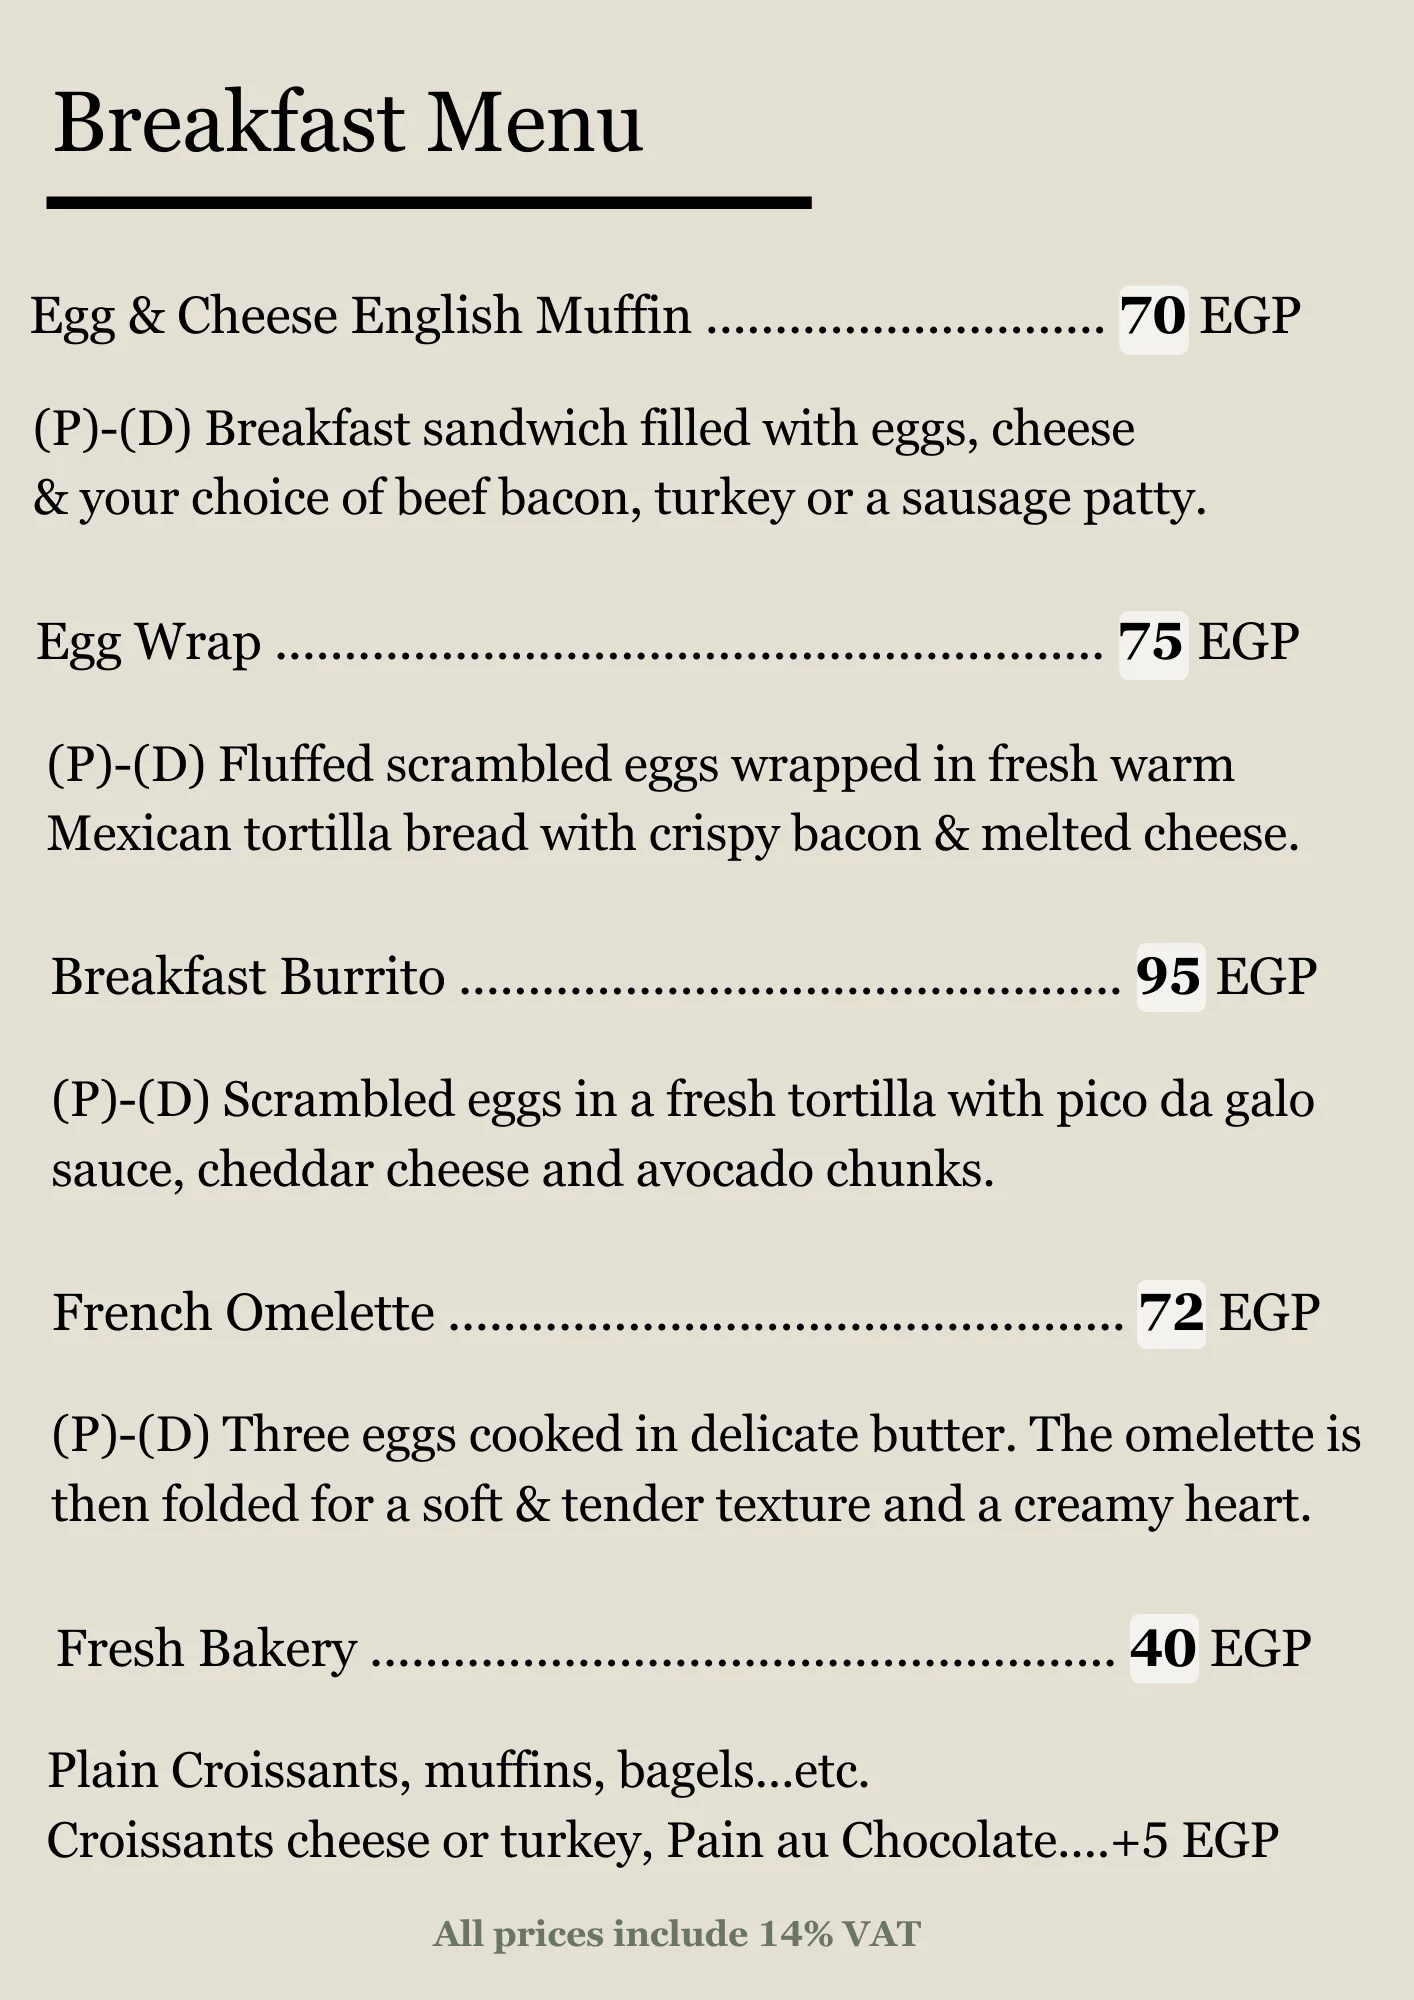 Breakfast Menu
Egg & Cheese English Muffin ............................. 70 EGP
(P)-(D) Breakfast sandwich filled with eggs, cheese
& your choice of beef bacon, turkey or a sausage patty.
Egg Wrap ............................................................ 75 EGP
(P)-(D) Fluffed scrambled eggs wrapped in fresh warm
Mexican tortilla bread with crispy bacon & melted cheese.
Breakfast Burrito ................................................ 95 EGP
(P)-(D) Scrambled eggs in a fresh tortilla with pico da galo
sauce, cheddar cheese and avocado chunks.
French Omelette ................................................. 72 EGP
(P)-(D) Three eggs cooked in delicate butter. The omelette is
then folded for a soft & tender texture and a creamy heart.
Fresh Bakery ...................................................... 40 EGP
Plain Croissants, muffins, bagels...etc.
Croissants cheese or turkey, Pain au Chocolate....+5 EGP
All prices include 14% VAT